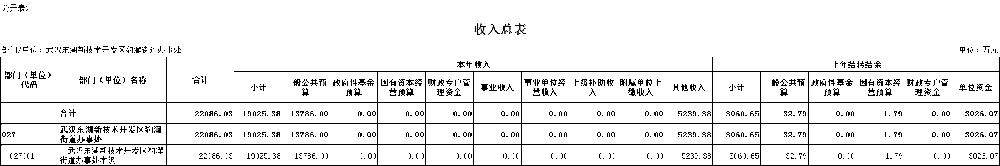 公开表2
收入总表
部门/单位：武汉东湖新技术开发区豹澥街道办事处 单位：万元
部门（单位）代码 部门（单位）名称 合计 本年收入 上年结转结余
小计 一般公共预算 政府性基金预算 国有资本经营预算 财政专户管理资金 事业收入 事业单位经营收入 上级补助收入 附属单位上缴收入 其他收入 小计 一般公共预算 政府性基金预算 国有资本经营预算 财政专户管理资金 单位资金
合计 22086.03 19025.38 13786.00 0.00 0.00 0.00 0.00 0.00 0.00 0.00 5239.38 3060.65 32.79 0.00 1.79 0.00 3026.07
027 武汉东湖新技术开发区豹澥街道办事处 22086.03 19025.38 13786.00 0.00 0.00 0.00 0.00 0.00 0.00 0.00 5239.38 3060.65 32.79 0.00 1.79 0.00 3026.07
027001 武汉东湖新技术开发区豹澥街道办事处本级 22086.03 19025.38 13786.00 0.00 0.00 0.00 0.00 0.00 0.00 0.00 5239.38 3060.65 32.79 0.00 1.79 0.00 3026.07